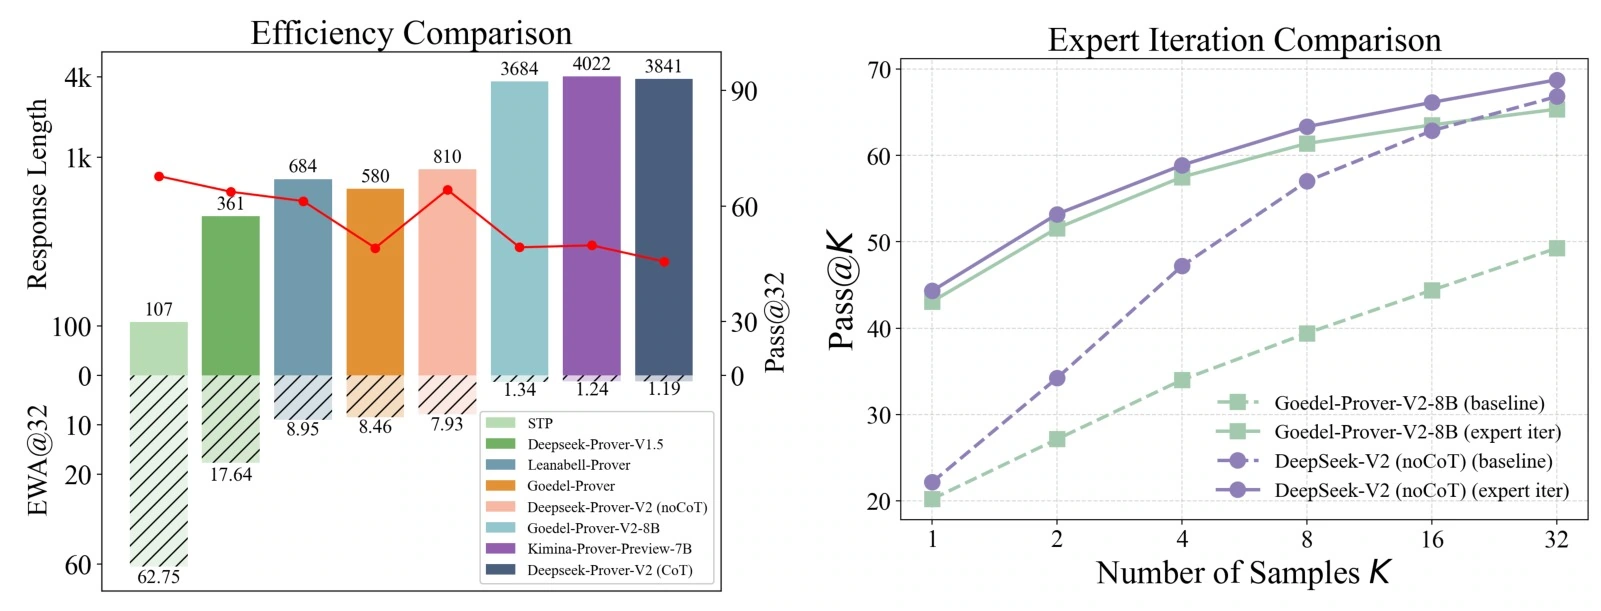 Efficiency Comparison
4k
1k
100
0
10
20
60
Response Length
EWA@32
107
361
684
580
810
3684
4022
3841
62.75
17.64
8.95
8.46
7.93
1.34
1.24
1.19
90
60
30
0
Pass@32
STP
Deepseek-Prover-V1.5
Leanabell-Prover
Goedel-Prover
Deepseek-Prover-V2 (noCoT)
Goedel-Prover-V2-8B
Kimina-Prover-Preview-7B
Deepseek-Prover-V2 (CoT)
Expert Iteration Comparison
70
60
50
40
30
20
Pass@K
Goedel-Prover-V2-8B (baseline)
Goedel-Prover-V2-8B (expert iter)
DeepSeek-V2 (noCoT) (baseline)
DeepSeek-V2 (noCoT) (expert iter)
1 2 4 8 16 32
Number of Samples K